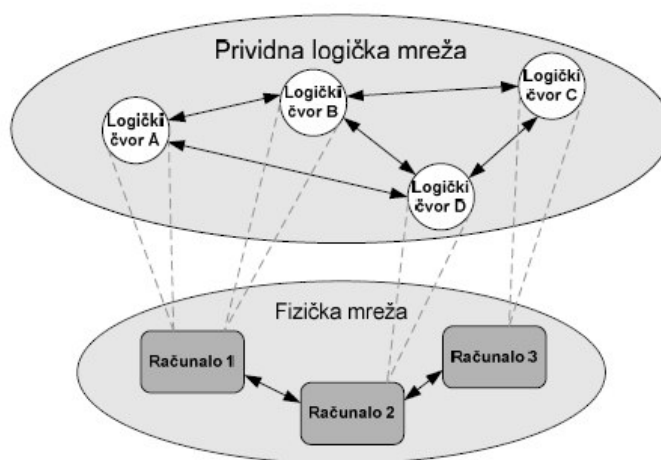 Prividna logička mreža
Logički
čvor A
Logički
čvor B
Logički
čvor C
Logički
čvor D
Fizička mreža
Računalo 1
Računalo 2
Računalo 3